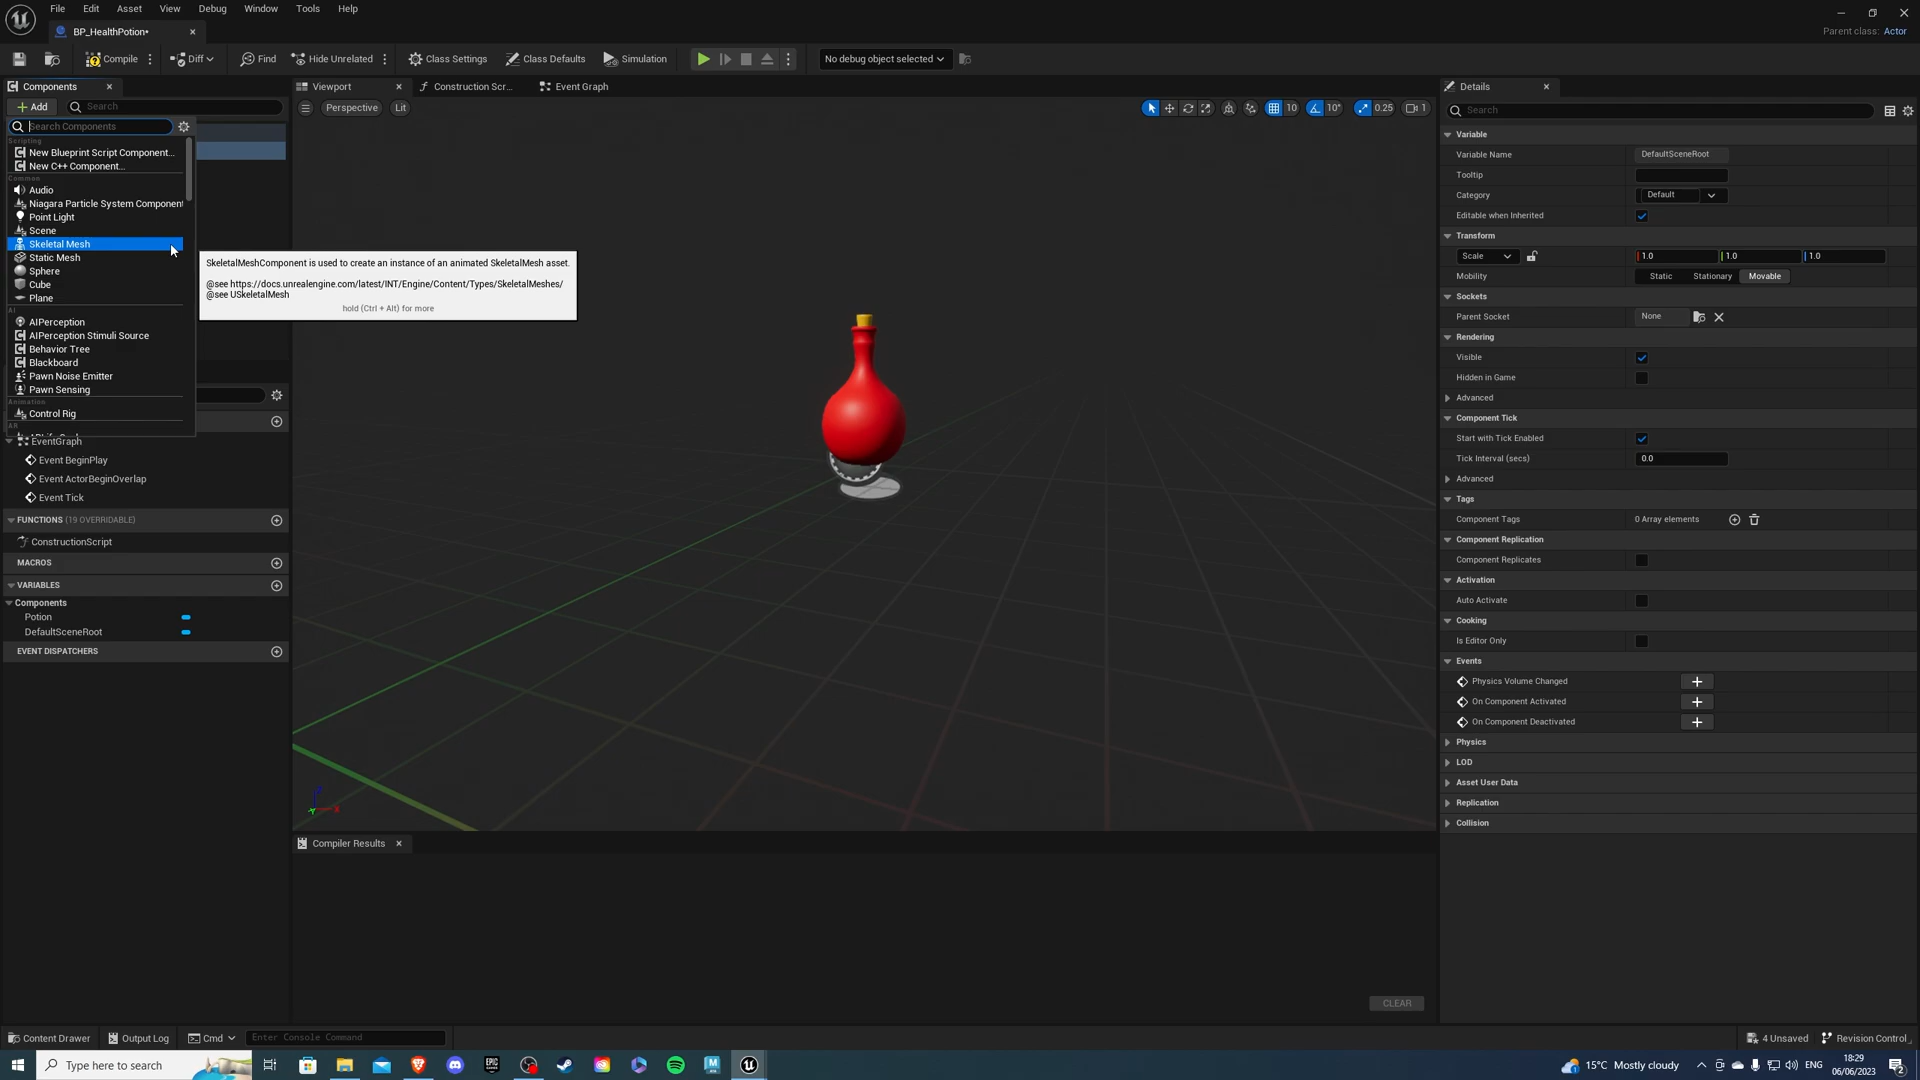 File Edit Asset View Debug Window Tools Help
BP_HealthPotion*
Parent class: Actor
Compile Diff Find Hide Unrelated Class Settings Class Defaults Simulation No debug object selected
Components
Viewport Construction Scr... Event Graph
Details
Add Search
Perspective Lit
10 10° 0.25 1
Search
Search Components
Scripting
New Blueprint Script Component...
New C++ Component...
Common
Audio
Niagara Particle System Component
Point Light
Scene
Skeletal Mesh
Static Mesh
Sphere
Cube
Plane
AI
AIPerception
AIPerception Stimuli Source
Behavior Tree
Blackboard
Pawn Noise Emitter
Pawn Sensing
Animation
Control Rig
AR
SkeletalMeshComponent is used to create an instance of an animated SkeletalMesh asset.
@see https://docs.unrealengine.com/latest/INT/Engine/Content/Types/SkeletalMeshes/
@see USkeletalMesh
hold (Ctrl + Alt) for more
EventGraph
Event BeginPlay
Event ActorBeginOverlap
Event Tick
FUNCTIONS (19 OVERRIDABLE)
ConstructionScript
MACROS
VARIABLES
Components
Potion
DefaultSceneRoot
EVENT DISPATCHERS
Variable
Variable Name DefaultSceneRoot
Tooltip
Category Default
Editable when Inherited
Transform
Scale 1.0 1.0 1.0
Mobility Static Stationary Movable
Sockets
Parent Socket None
Rendering
Visible
Hidden in Game
Advanced
Component Tick
Start with Tick Enabled
Tick Interval (secs) 0.0
Advanced
Tags
Component Tags 0 Array elements
Component Replication
Component Replicates
Activation
Auto Activate
Cooking
Is Editor Only
Events
Physics Volume Changed
On Component Activated
On Component Deactivated
Physics
LOD
Asset User Data
Replication
Collision
Compiler Results
CLEAR
Content Drawer Output Log Cmd Enter Console Command
4 Unsaved Revision Control
Type here to search
15°C Mostly cloudy ENG
18:29
06/06/2023